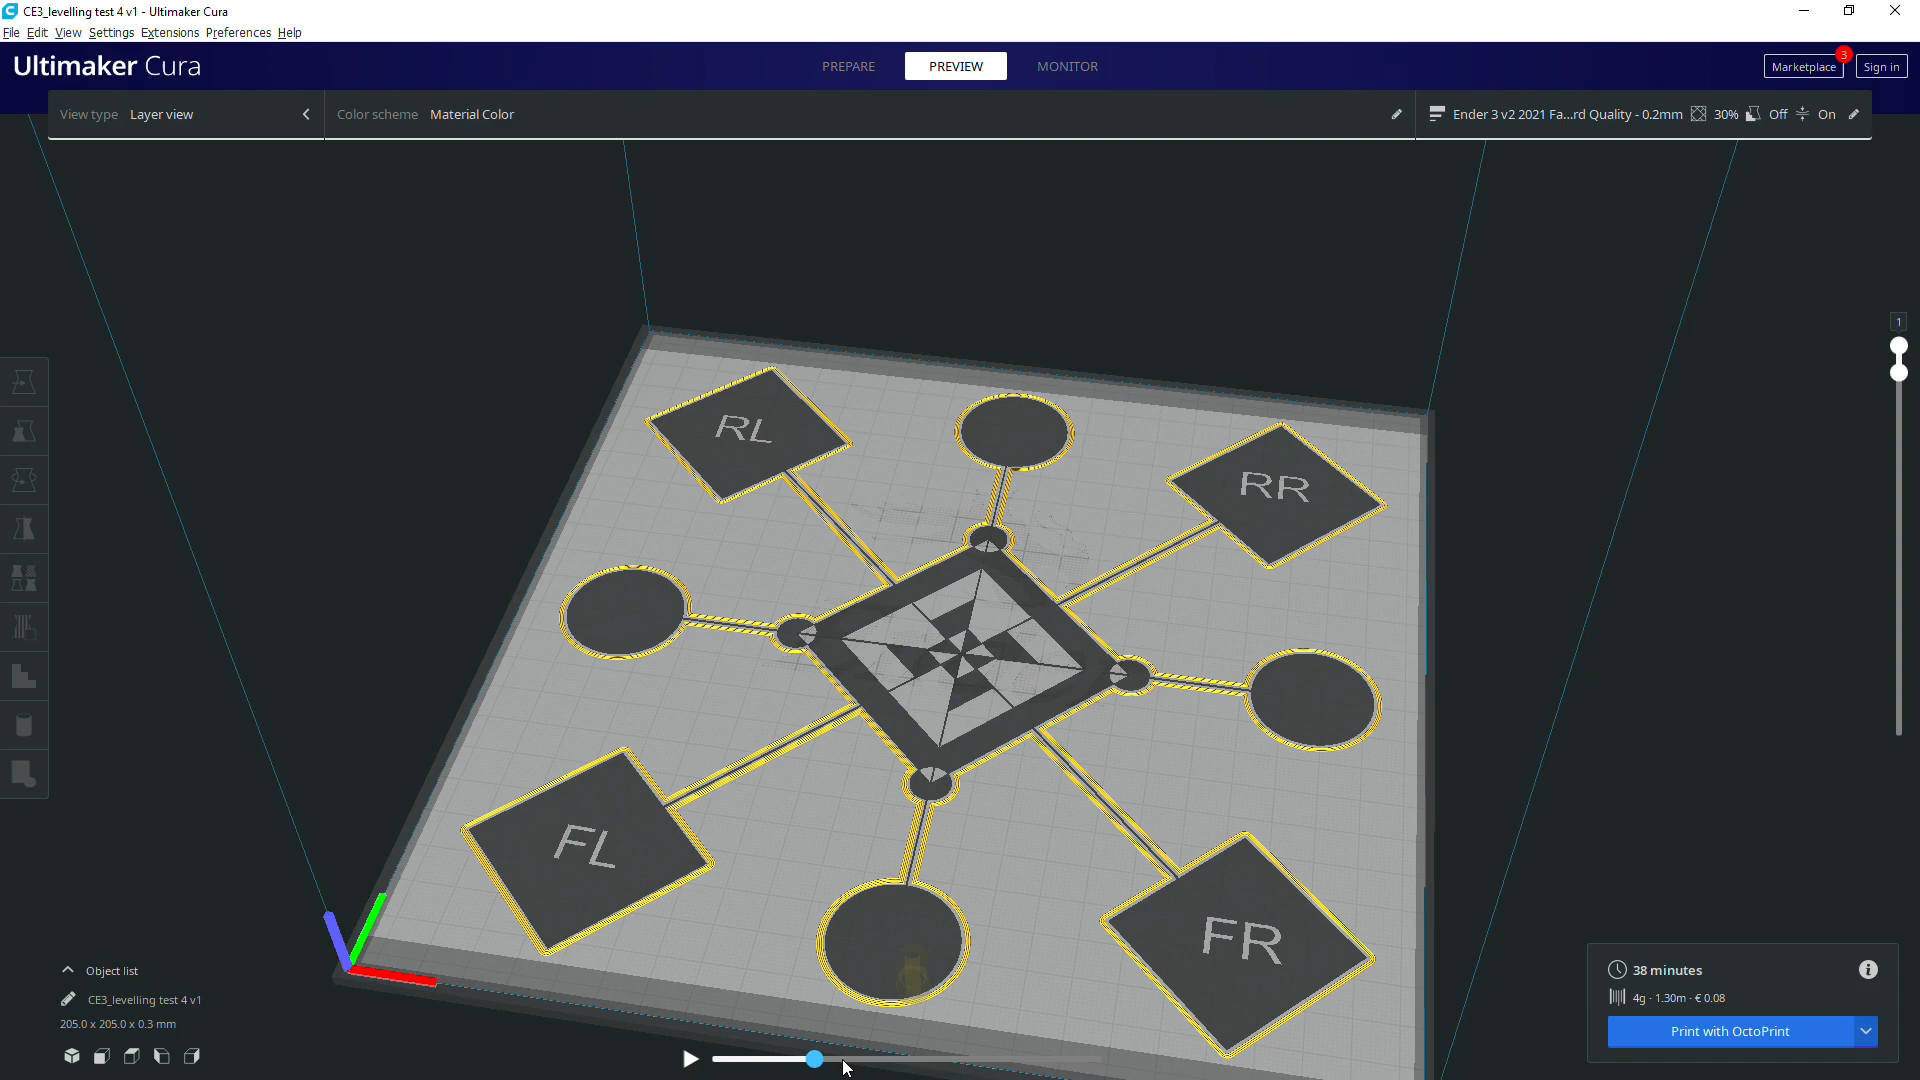 CE3_levelling test 4 v1 - Ultimaker Cura
File Edit View Settings Extensions Preferences Help
Ultimaker Cura
PREPARE PREVIEW MONITOR
Marketplace 3 Sign in
View type Layer view Color scheme Material Color Ender 3 v2 2021 Fa...rd Quality - 0.2mm 30% Off On
1
RL
RR
FL
FR
Object list
CE3_levelling test 4 v1
205.0 x 205.0 x 0.3 mm
38 minutes
4g · 1.30m · € 0.08
Print with OctoPrint